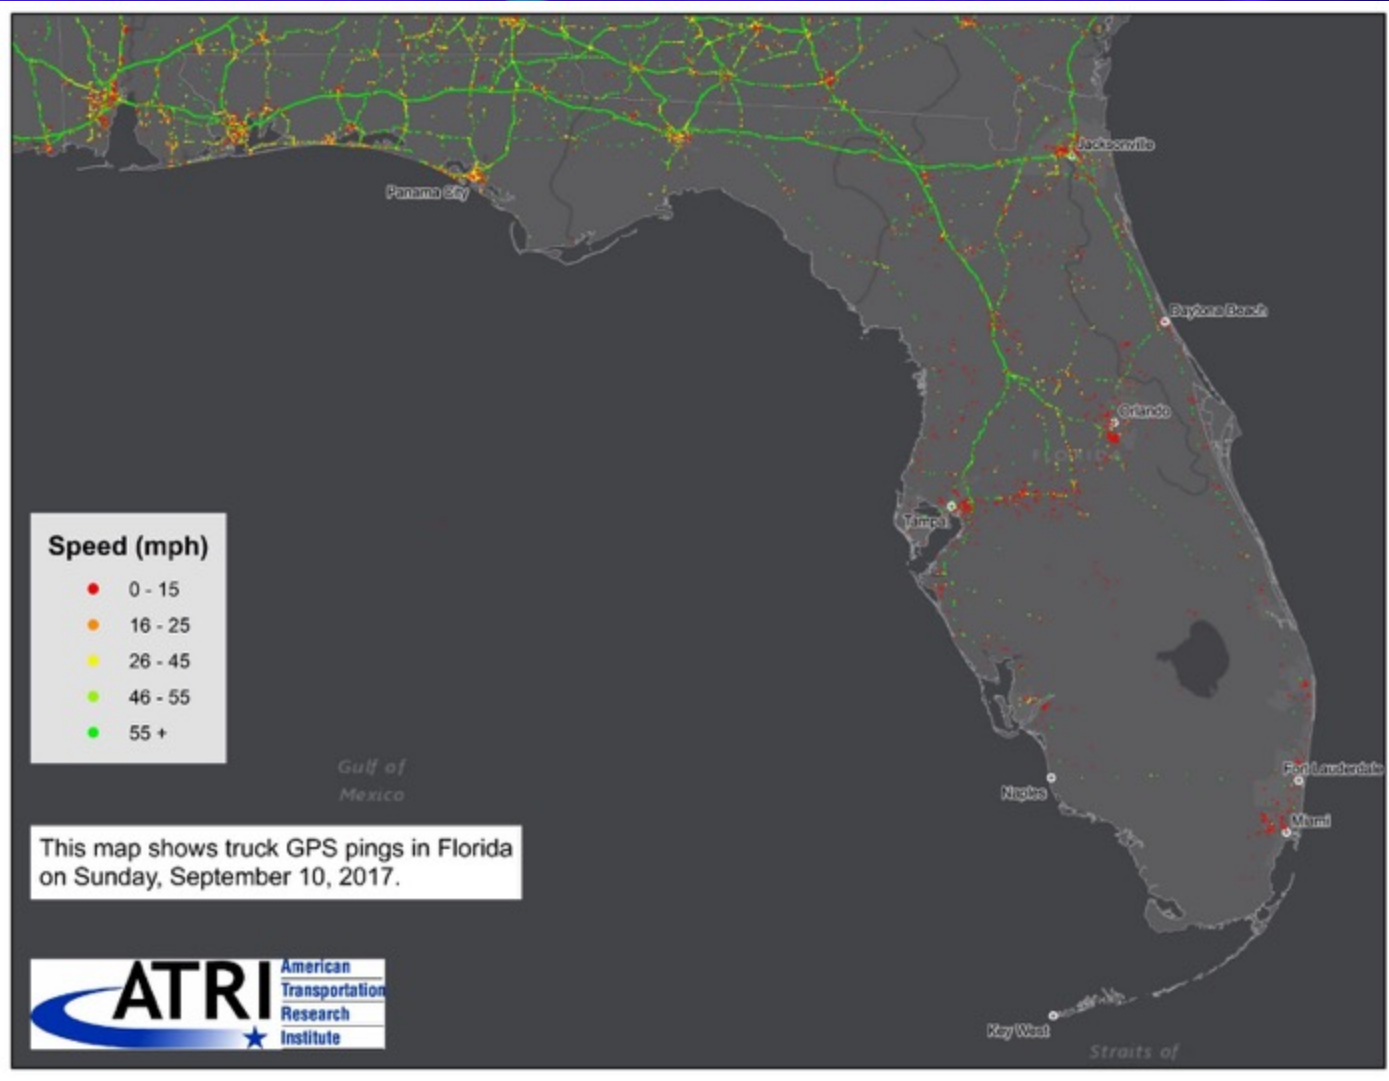 Jacksonville
Panama City
Daytona Beach
Orlando
FLORIDA
Tampa
Speed (mph)
0 - 15
16 - 25
26 - 45
46 - 55
55 +
Gulf of
Mexico
Fort Lauderdale
Naples
Miami
This map shows truck GPS pings in Florida
on Sunday, September 10, 2017.
ATRI
American
Transportation
Research
Institute
Key West
Straits of